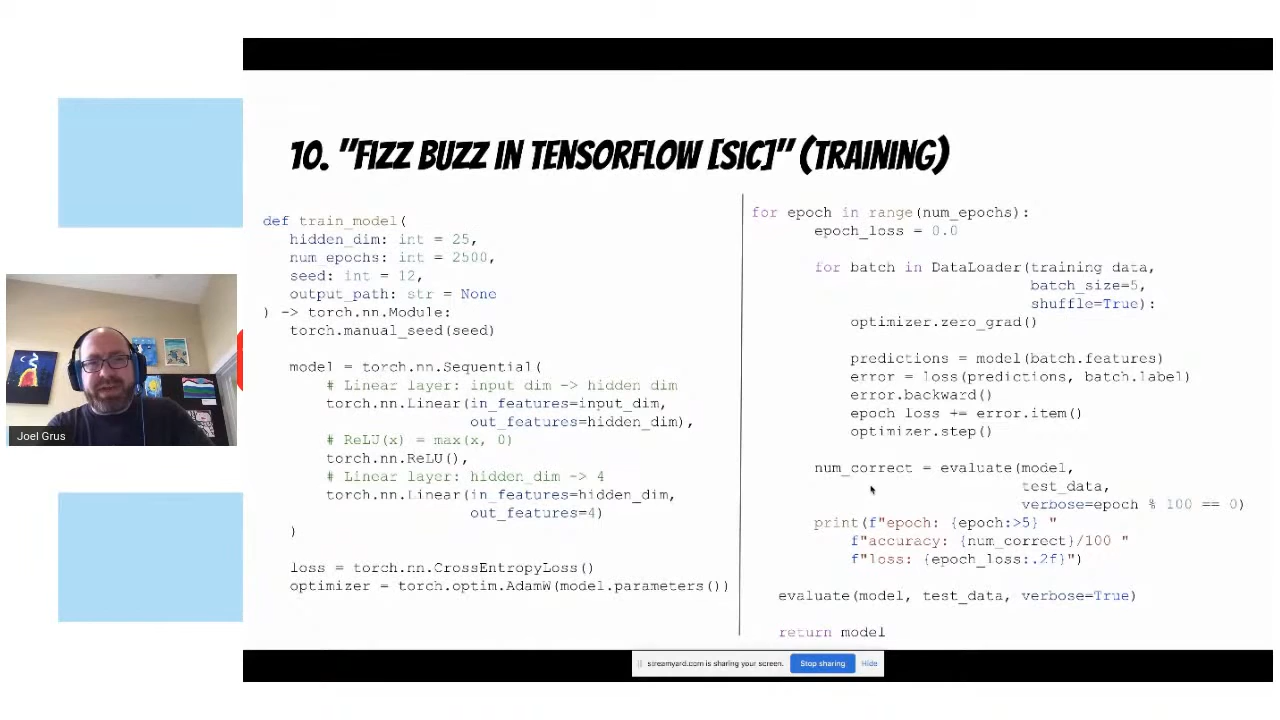 10. "FIZZ BUZZ IN TENSORFLOW [SIC]" (TRAINING)
def train_model(
hidden_dim: int = 25,
num_epochs: int = 2500,
seed: int = 12,
output_path: str = None
) -> torch.nn.Module:
torch.manual_seed(seed)
model = torch.nn.Sequential(
# Linear layer: input_dim -> hidden_dim
torch.nn.Linear(in_features=input_dim,
out_features=hidden_dim),
# ReLU(x) = max(x, 0)
torch.nn.ReLU(),
# Linear layer: hidden_dim -> 4
torch.nn.Linear(in_features=hidden_dim,
out_features=4)
)
loss = torch.nn.CrossEntropyLoss()
optimizer = torch.optim.AdamW(model.parameters())
for epoch in range(num_epochs):
epoch_loss = 0.0
for batch in DataLoader(training_data,
batch_size=5,
shuffle=True):
optimizer.zero_grad()
predictions = model(batch.features)
error = loss(predictions, batch.label)
error.backward()
epoch_loss += error.item()
optimizer.step()
num_correct = evaluate(model,
test_data,
verbose=epoch % 100 == 0)
print(f"epoch: {epoch:>5} "
f"accuracy: {num_correct}/100 "
f"loss: {epoch_loss:.2f}")
evaluate(model, test_data, verbose=True)
return model
Joel Grus
streamyard.com is sharing your screen.
Stop sharing
Hide